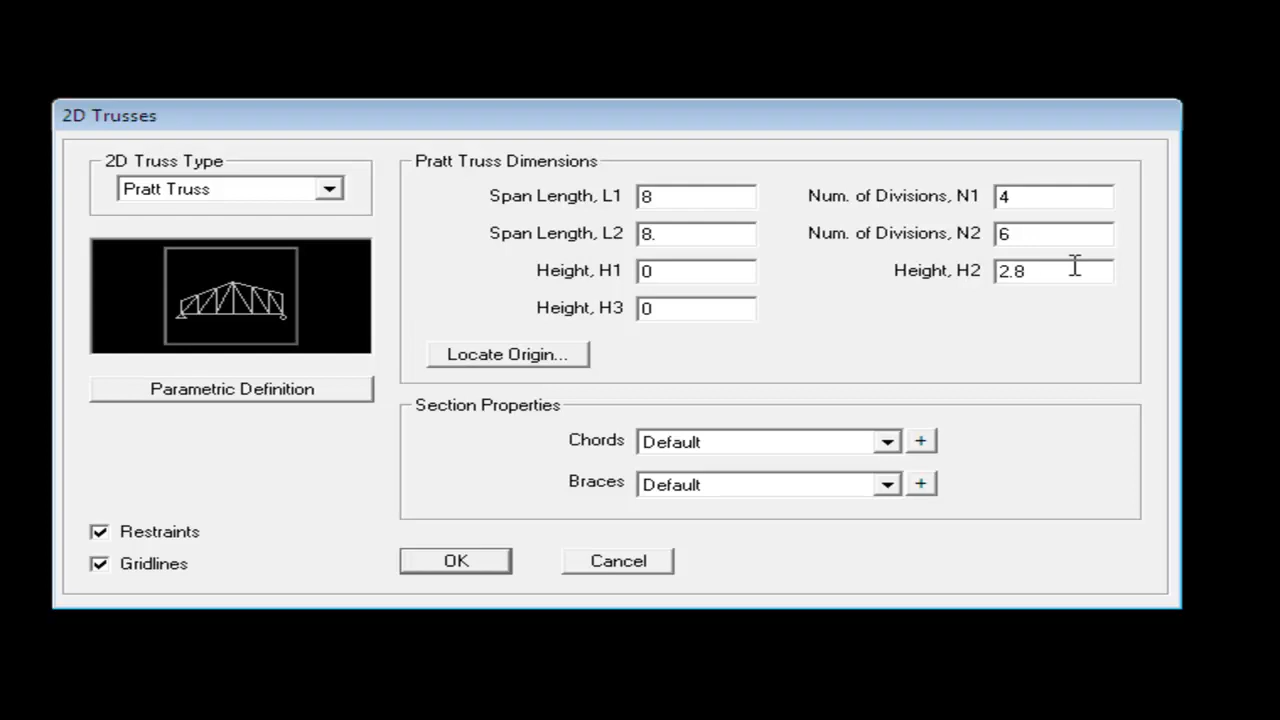 2D Trusses
2D Truss Type
Pratt Truss
Parametric Definition
Restraints
Gridlines
Pratt Truss Dimensions
Span Length, L1 8
Num. of Divisions, N1 4
Span Length, L2 8.
Num. of Divisions, N2 6
Height, H1 0
Height, H2 2.8
Height, H3 0
Locate Origin...
Section Properties
Chords Default +
Braces Default +
OK
Cancel